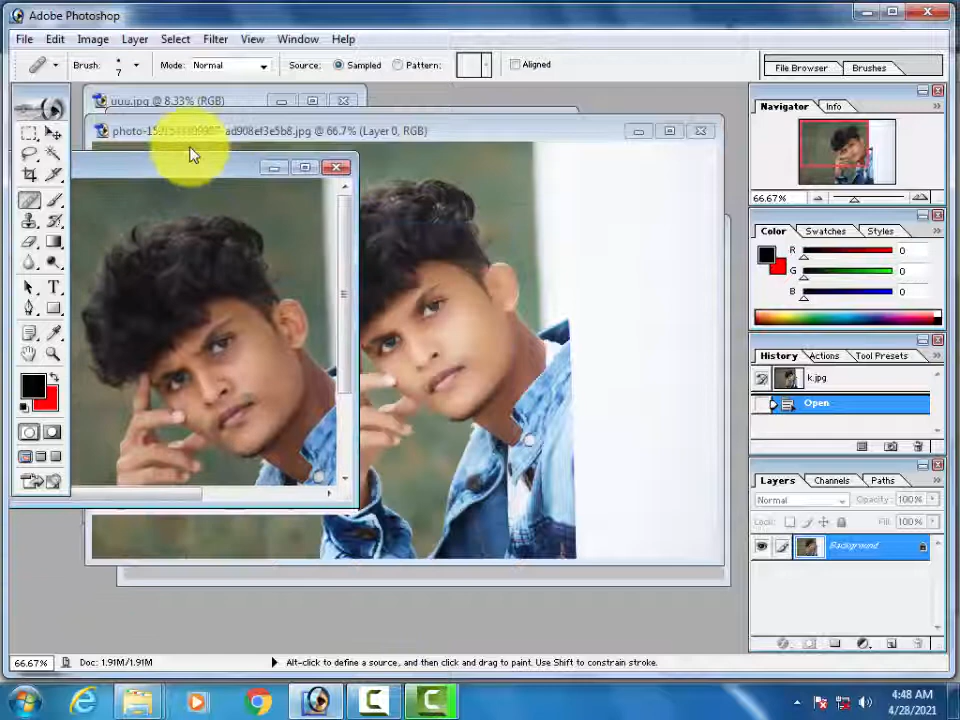 Adobe Photoshop
File Edit Image Layer Select Filter View Window Help
Brush: 7 Mode: Normal Source: Sampled Pattern: Aligned
File Browser Brushes
uuu.jpg @ 8.33% (RGB)
ad908ef3e5b8.jpg @ 66.7% (Layer 0, RGB)
Navigator Info
66.67%
Color Swatches Styles
R 0
G 0
B 0
History Actions Tool Presets
k.jpg
Open
Layers Channels Paths
Normal Opacity: 100%
Lock: Fill: 100%
Background
66.67% Doc: 1.91M/1.91M Alt-click to define a source, and then click and drag to paint. Use Shift to constrain stroke.
4:48 AM
4/28/2021